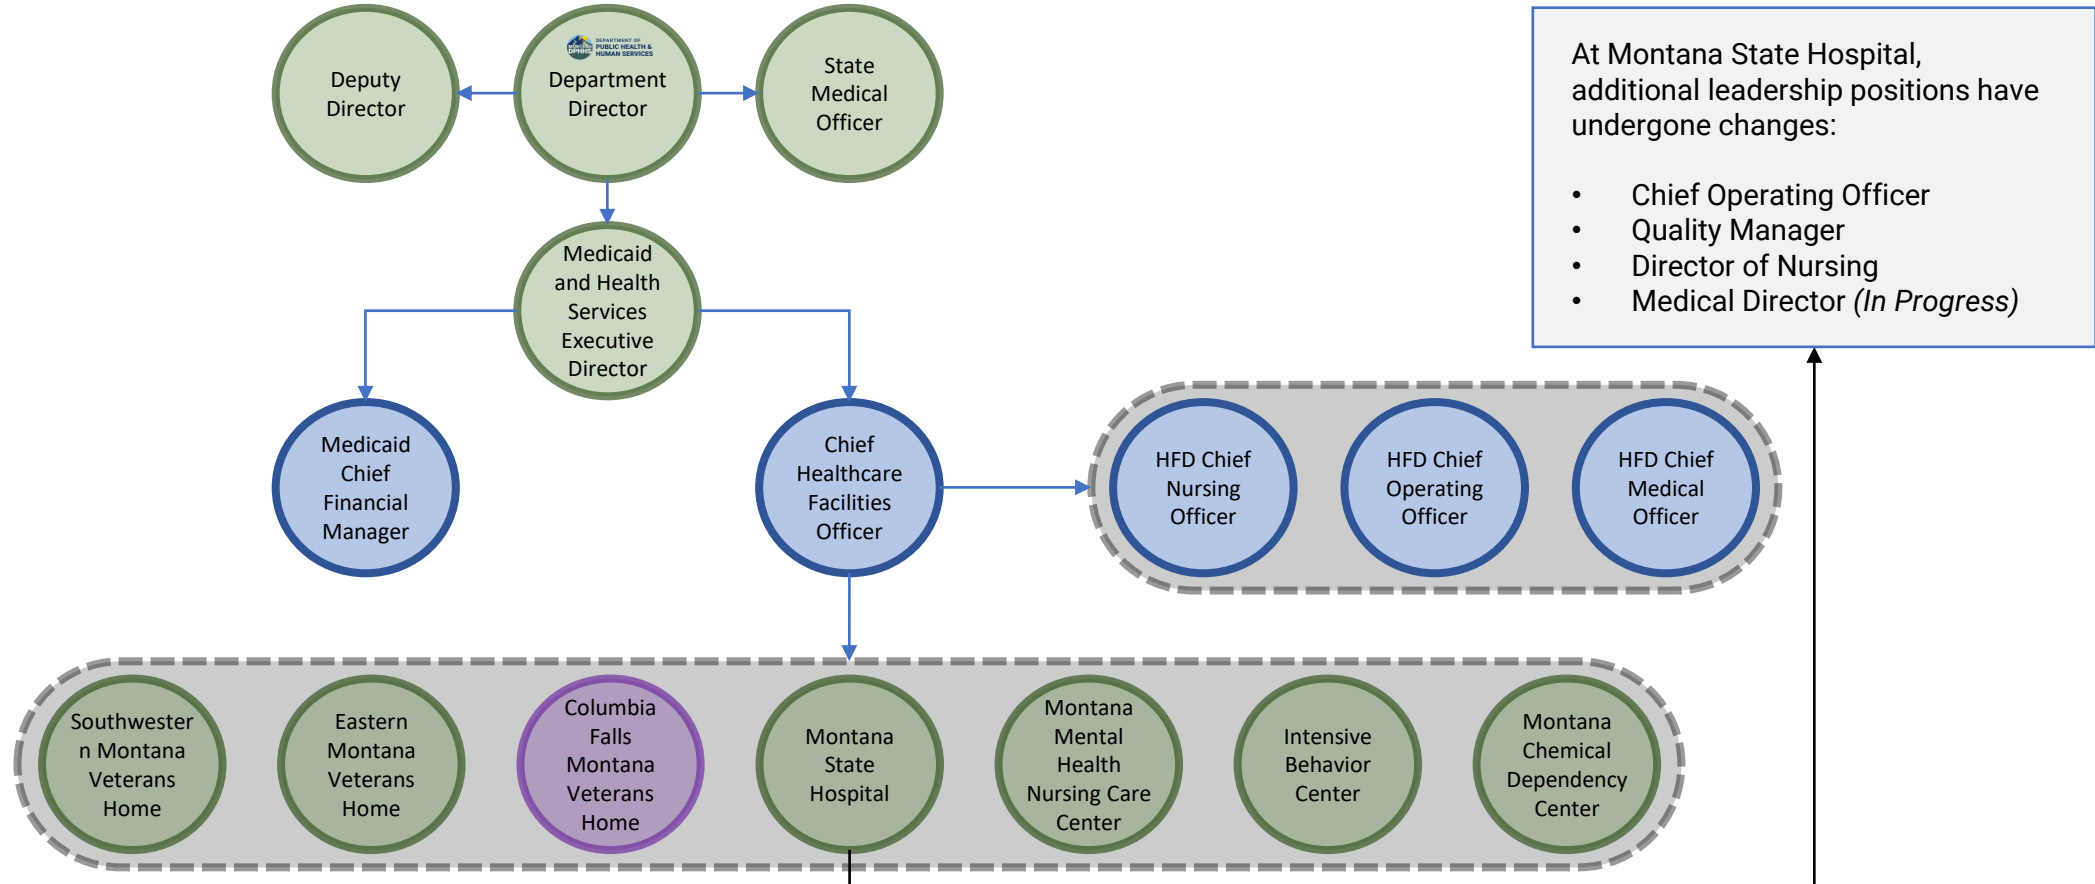 Deputy
Director
MONTANA
DPHHS
DEPARTMENT OF
PUBLIC HEALTH &
HUMAN SERVICES
Department
Director
State
Medical
Officer
At Montana State Hospital,
additional leadership positions have
undergone changes:
• Chief Operating Officer
• Quality Manager
• Director of Nursing
• Medical Director (In Progress)
Medicaid
and Health
Services
Executive
Director
Medicaid
Chief
Financial
Manager
Chief
Healthcare
Facilities
Officer
HFD Chief
Nursing
Officer
HFD Chief
Operating
Officer
HFD Chief
Medical
Officer
Southwester
n Montana
Veterans
Home
Eastern
Montana
Veterans
Home
Columbia
Falls
Montana
Veterans
Home
Montana
State
Hospital
Montana
Mental
Health
Nursing Care
Center
Intensive
Behavior
Center
Montana
Chemical
Dependency
Center